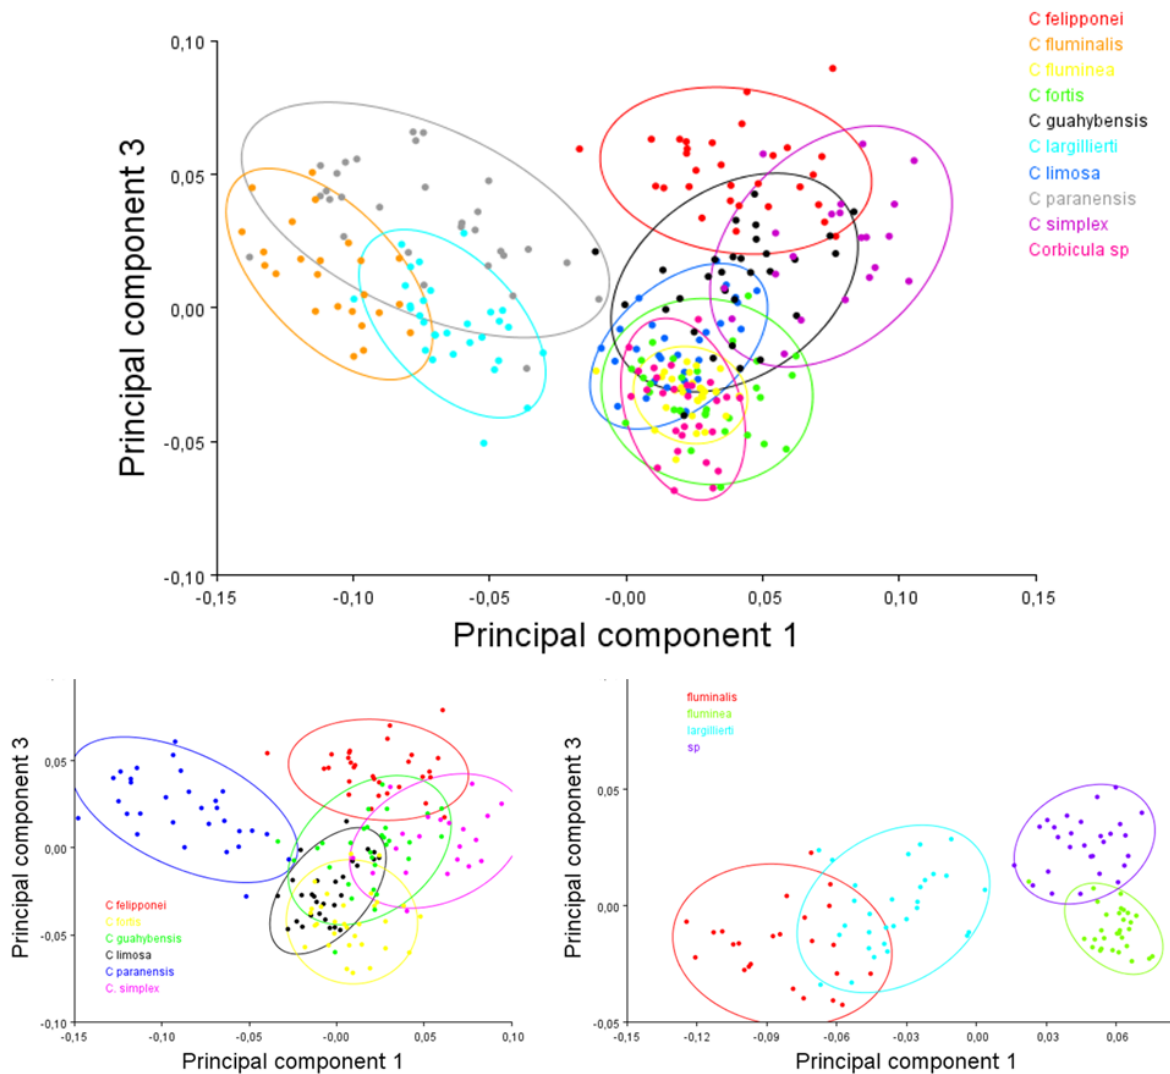 C felipponei
C fluminalis
C fluminea
C fortis
C guahybensis
C largillierti
C limosa
C paranensis
C simplex
Corbicula sp
Principal component 3
0,10
0,05
0,00
-0,05
-0,10
-0,15
-0,10
-0,05
-0,00
0,05
0,10
0,15
Principal component 1
Principal component 3
0,05
0,00
-0,05
-0,10
C felipponei
C fortis
C guahybensis
C limosa
C paranensis
C. simplex
-0,15
-0,10
-0,05
-0,00
0,05
0,10
Principal component 1
Principal component 3
0,05
0,00
-0,05
fluminalis
fluminea
largillierti
sp
-0,15
-0,12
-0,09
-0,06
-0,03
0,00
0,03
0,06
Principal component 1